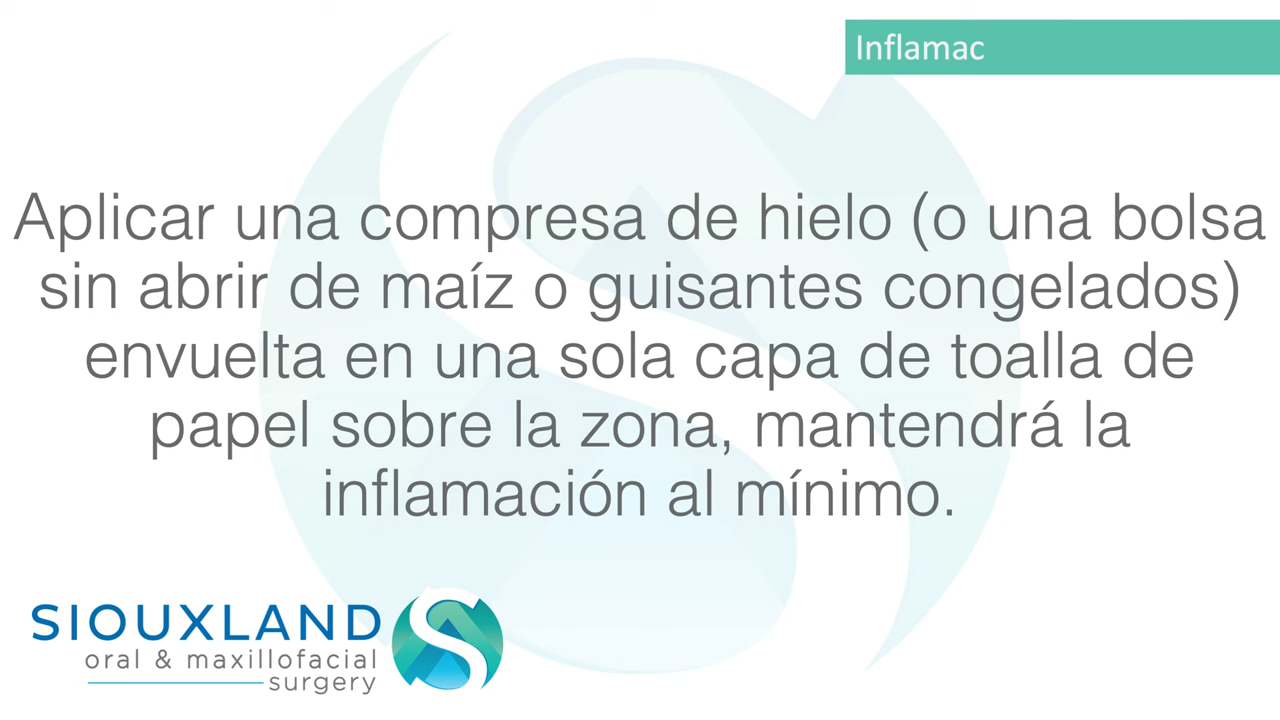 Inflamac
Aplicar una compresa de hielo (o una bolsa
sin abrir de maíz o guisantes congelados)
envuelta en una sola capa de toalla de
papel sobre la zona, mantendrá la
inflamación al mínimo.
SIOUXLAND
oral & maxillofacial
surgery